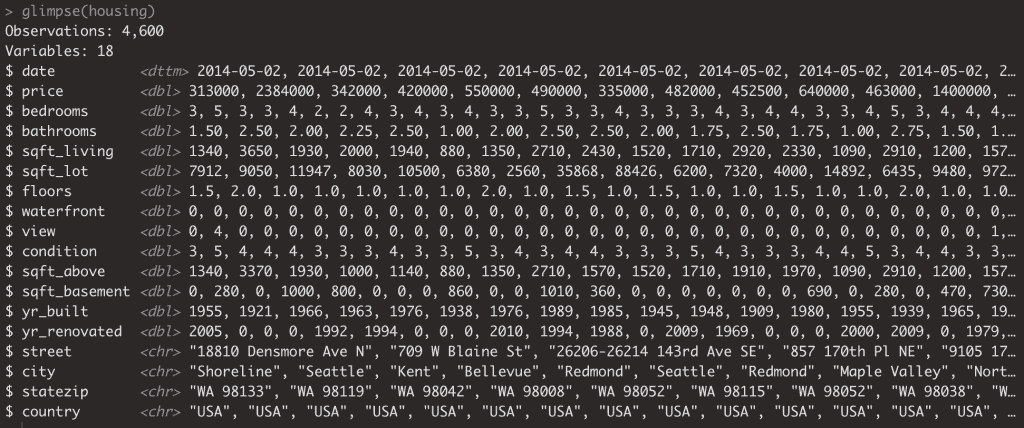 > glimpse(housing)
Observations: 4,600
Variables: 18
$ date <dttm> 2014-05-02, 2014-05-02, 2014-05-02, 2014-05-02, 2014-05-02, 2014-05-02, 2014-05-02, 2014-05-02, 2…
$ price <dbl> 313000, 2384000, 342000, 420000, 550000, 490000, 335000, 482000, 452500, 640000, 463000, 1400000, …
$ bedrooms <dbl> 3, 5, 3, 3, 4, 2, 2, 4, 3, 4, 3, 4, 3, 3, 5, 3, 3, 4, 3, 3, 3, 4, 3, 4, 4, 3, 3, 4, 5, 3, 4, 4, 4,…
$ bathrooms <dbl> 1.50, 2.50, 2.00, 2.25, 2.50, 1.00, 2.00, 2.50, 2.50, 2.00, 1.75, 2.50, 1.75, 1.00, 2.75, 1.50, 1.…
$ sqft_living <dbl> 1340, 3650, 1930, 2000, 1940, 880, 1350, 2710, 2430, 1520, 1710, 2920, 2330, 1090, 2910, 1200, 157…
$ sqft_lot <dbl> 7912, 9050, 11947, 8030, 10500, 6380, 2560, 35868, 88426, 6200, 7320, 4000, 14892, 6435, 9480, 972…
$ floors <dbl> 1.5, 2.0, 1.0, 1.0, 1.0, 1.0, 1.0, 2.0, 1.0, 1.5, 1.0, 1.5, 1.0, 1.0, 1.5, 1.0, 1.0, 2.0, 1.0, 1.0…
$ waterfront <dbl> 0, 0, 0, 0, 0, 0, 0, 0, 0, 0, 0, 0, 0, 0, 0, 0, 0, 0, 0, 0, 0, 0, 0, 0, 0, 0, 0, 0, 0, 0, 0, 0, 0,…
$ view <dbl> 0, 4, 0, 0, 0, 0, 0, 0, 0, 0, 0, 0, 0, 0, 0, 0, 0, 0, 0, 0, 0, 0, 0, 0, 0, 0, 0, 0, 0, 0, 0, 0, 1,…
$ condition <dbl> 3, 5, 4, 4, 4, 3, 3, 3, 4, 3, 3, 5, 3, 4, 3, 4, 4, 3, 3, 3, 5, 4, 3, 3, 3, 4, 4, 5, 3, 4, 4, 3, 3,…
$ sqft_above <dbl> 1340, 3370, 1930, 1000, 1140, 880, 1350, 2710, 1570, 1520, 1710, 1910, 1970, 1090, 2910, 1200, 157…
$ sqft_basement <dbl> 0, 280, 0, 1000, 800, 0, 0, 0, 860, 0, 0, 1010, 360, 0, 0, 0, 0, 0, 0, 690, 0, 280, 0, 470, 730…
$ yr_built <dbl> 1955, 1921, 1966, 1963, 1976, 1938, 1976, 1989, 1985, 1945, 1948, 1909, 1980, 1955, 1939, 1965, 19…
$ yr_renovated <dbl> 2005, 0, 0, 0, 1992, 1994, 0, 0, 0, 2010, 1994, 1988, 0, 2009, 1969, 0, 0, 0, 2000, 2009, 0, 1979,…
$ street <chr> "18810 Densmore Ave N", "709 W Blaine St", "26206-26214 143rd Ave SE", "857 170th Pl NE", "9105 17…
$ city <chr> "Shoreline", "Seattle", "Kent", "Bellevue", "Redmond", "Seattle", "Redmond", "Maple Valley", "Nort…
$ statezip <chr> "WA 98133", "WA 98119", "WA 98042", "WA 98008", "WA 98052", "WA 98115", "WA 98052", "WA 98038", "W…
$ country <chr> "USA", "USA", "USA", "USA", "USA", "USA", "USA", "USA", "USA", "USA", "USA", "USA", "USA", "USA", …